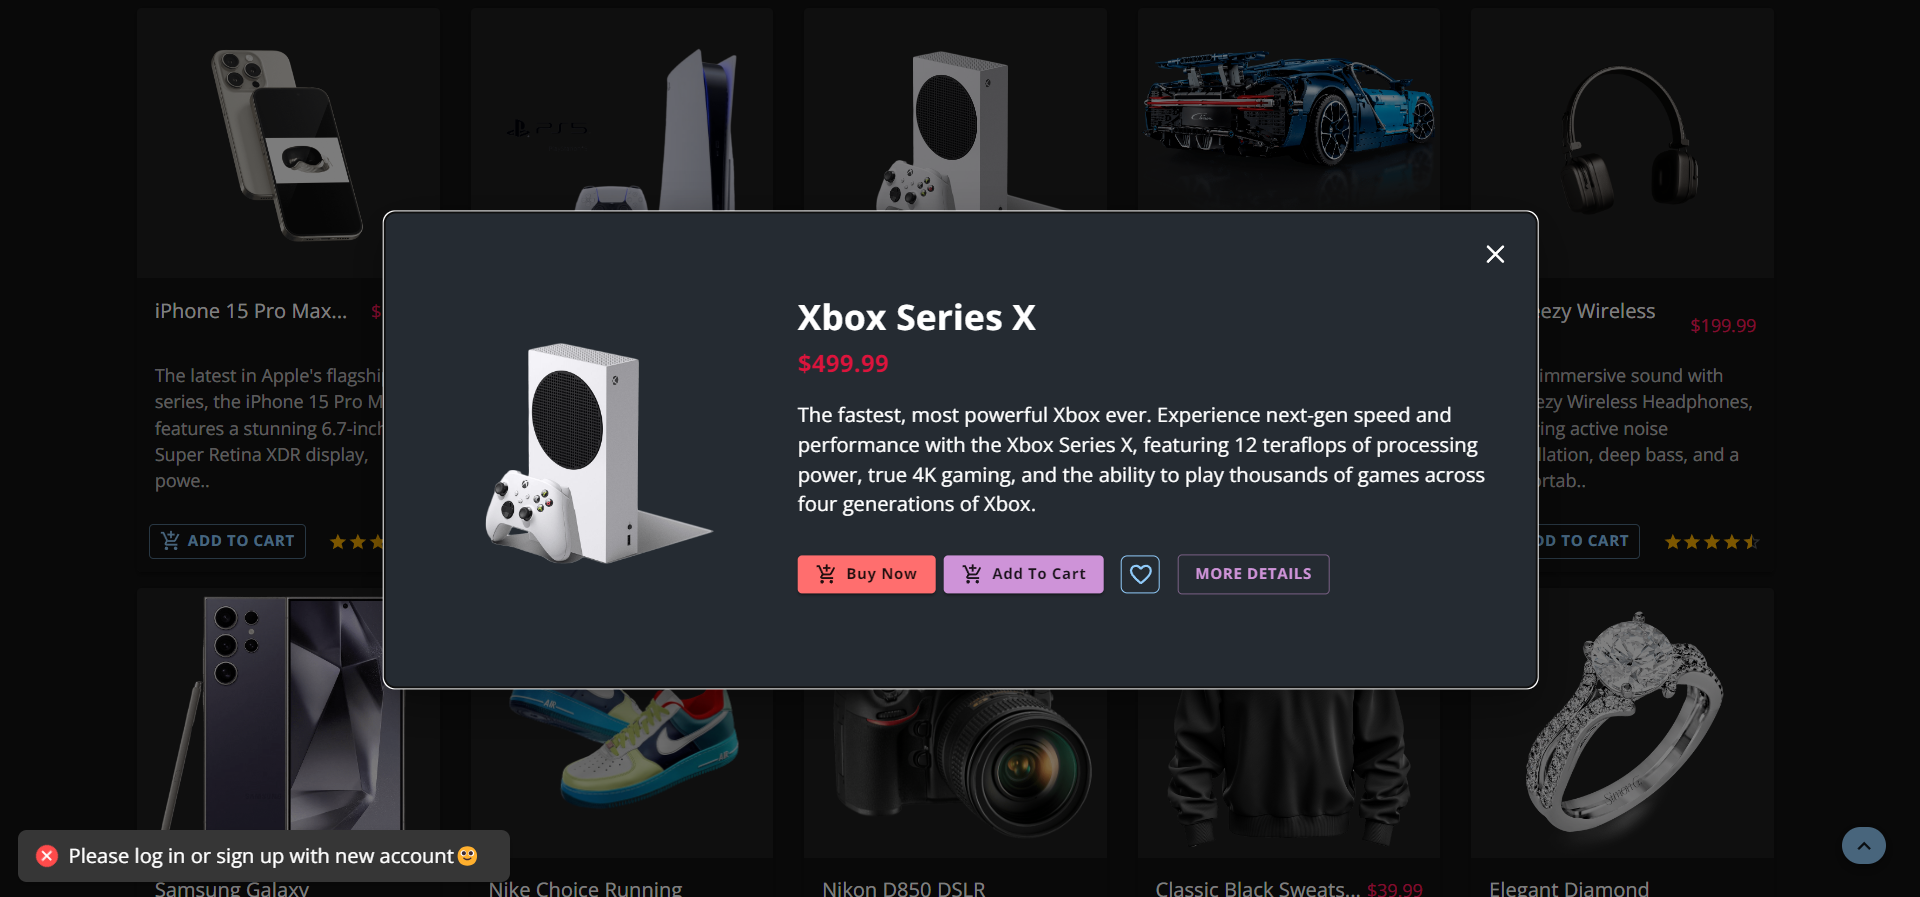 PS5
iPhone 15 Pro Max...
$
The latest in Apple's flagshi
series, the iPhone 15 Pro M
features a stunning 6.7-inch
Super Retina XDR display,
powe..
ADD TO CART
Xbox Series X
$499.99
The fastest, most powerful Xbox ever. Experience next-gen speed and
performance with the Xbox Series X, featuring 12 teraflops of processing
power, true 4K gaming, and the ability to play thousands of games across
four generations of Xbox.
Buy Now
Add To Cart
MORE DETAILS
ezy Wireless
$199.99
immersive sound with
ezy Wireless Headphones,
ring active noise
llation, deep bass, and a
ortab..
DD TO CART
AIR
AIR
Please log in or sign up with new account
Samsung Galaxy
Nike Choice Running
Nikon D850 DSLR
Classic Black Sweats... $39.99
Elegant Diamond